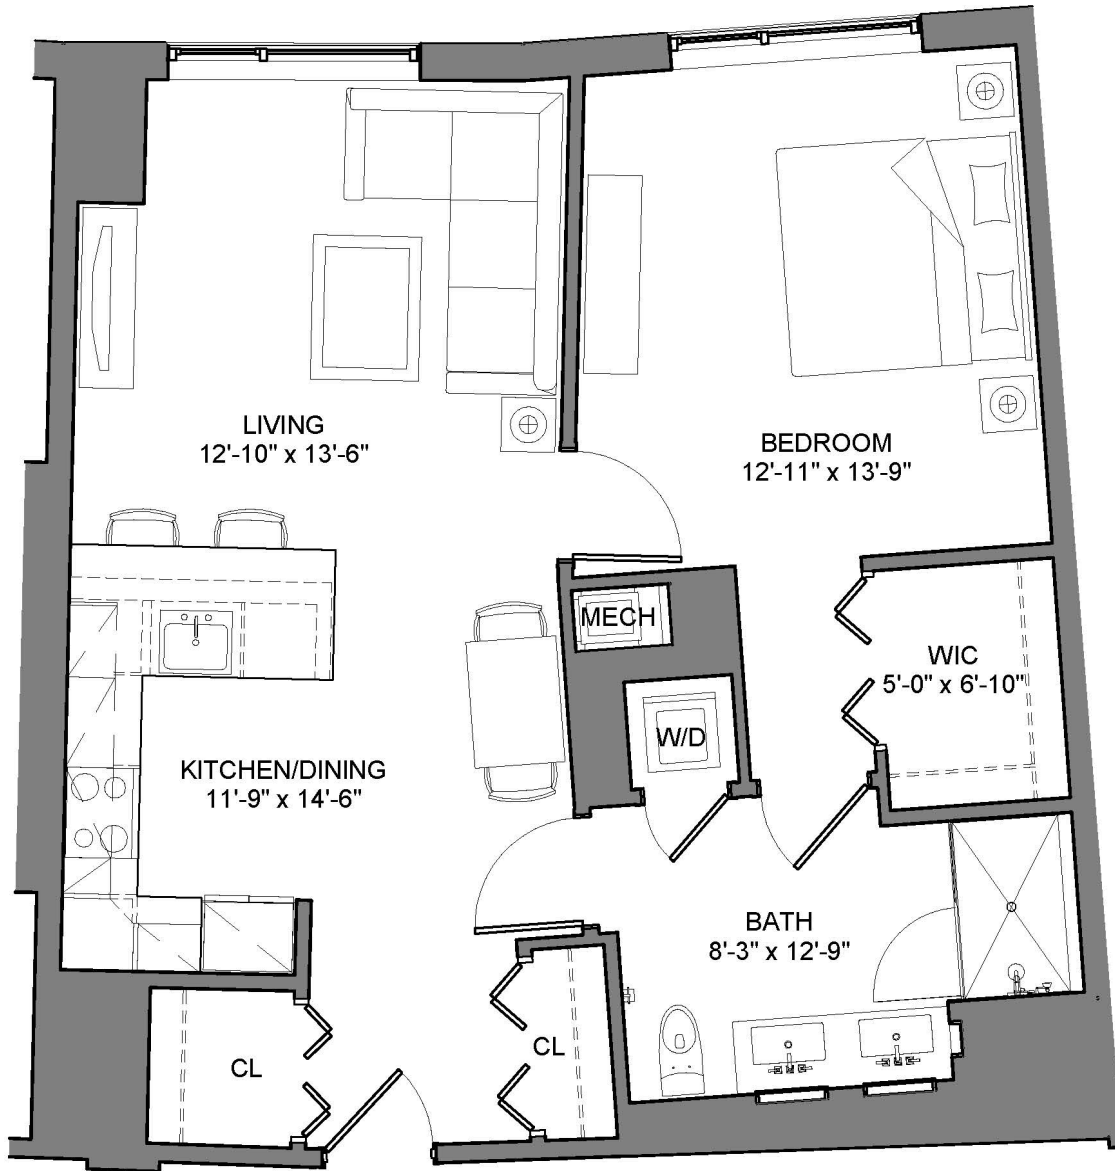 LIVING
12'-10" x 13'-6"
BEDROOM
12'-11" x 13'-9"
MECH
WIC
5'-0" x 6'-10"
W/D
KITCHEN/DINING
11'-9" x 14'-6"
BATH
8'-3" x 12'-9"
CL
CL